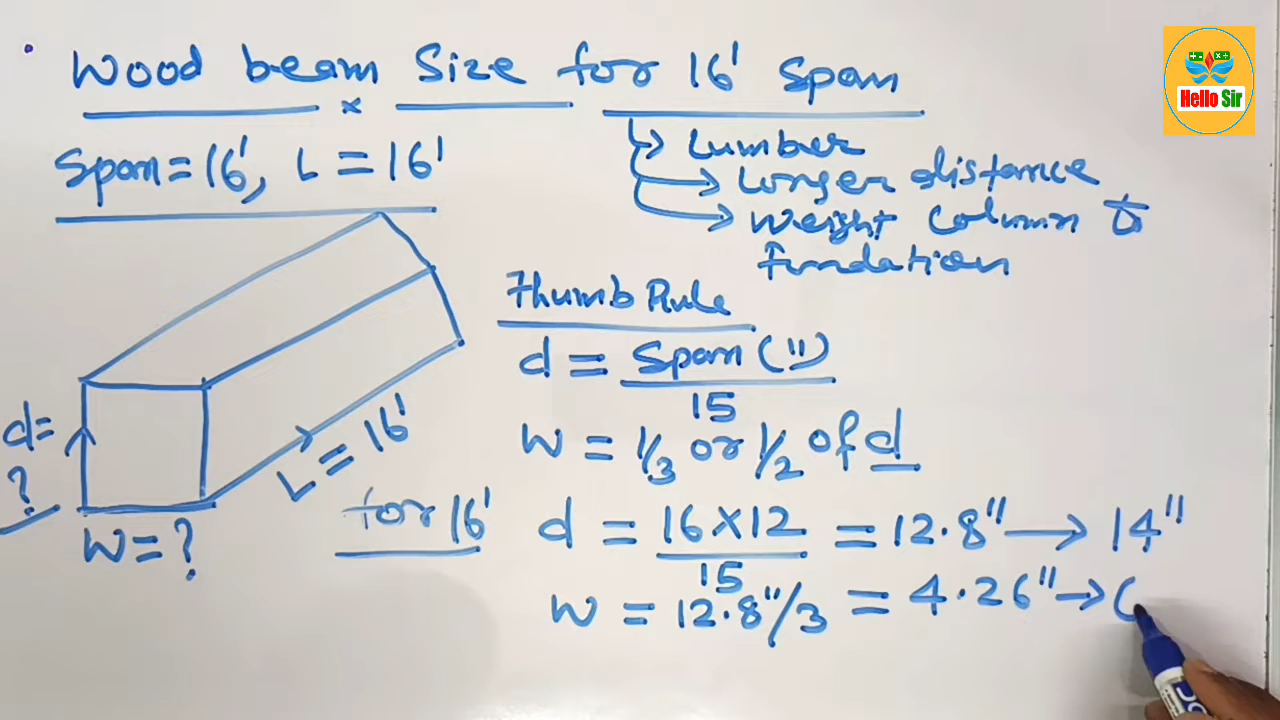 Wood beam Size for 16' Span
Hello Sir
Span = 16', L = 16'
Lumber
Longer distance
Weight column &
foundation
Thumb Rule
d = Span (")
15
W = 1/3 or 1/2 of d
d =
?
L = 16'
W = ?
for 16'
d = 16 X 12 = 12.8" → 14"
15
W = 12.8"/3 = 4.26" →